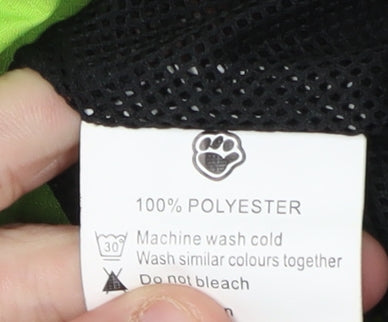 100% POLYESTER
30° Machine wash cold
Wash similar colours together
Do not bleach